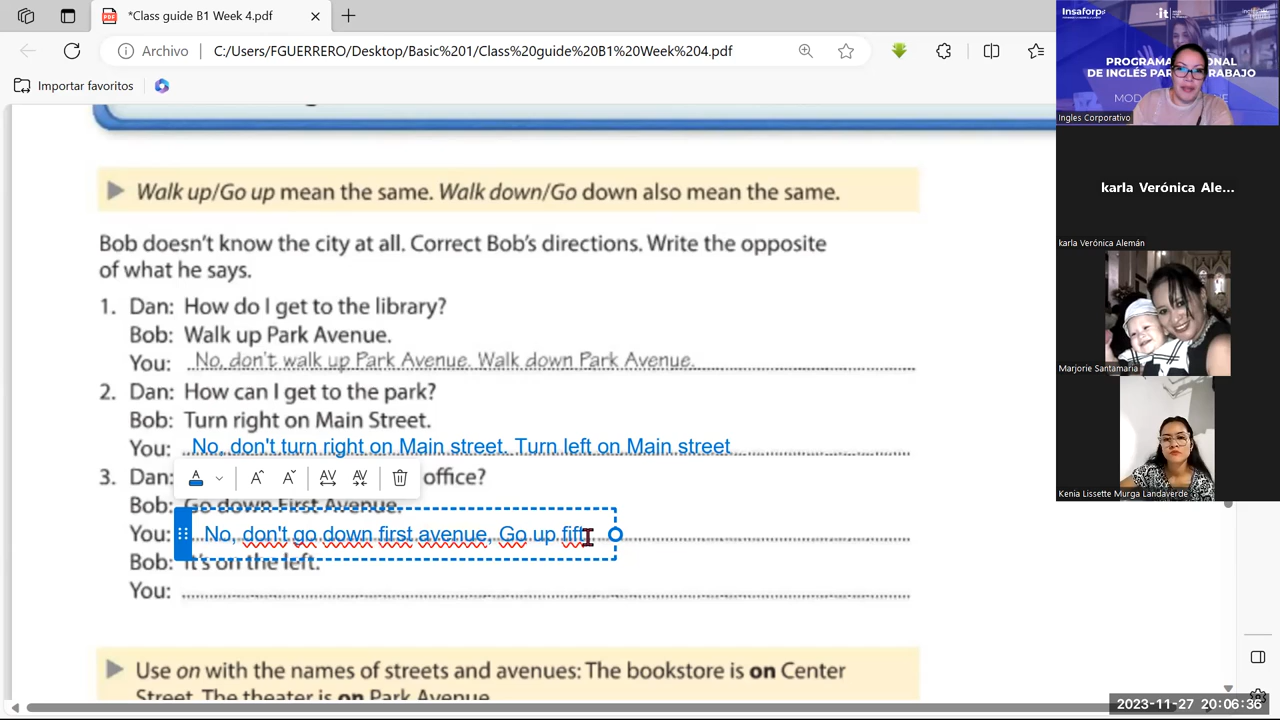 *Class guide B1 Week 4.pdf
Archivo
C:/Users/FGUERRERO/Desktop/Basic%201/Class%20guide%20B1%20Week%204.pdf
Importar favoritos
Walk up/Go up mean the same. Walk down/Go down also mean the same.
Bob doesn't know the city at all. Correct Bob's directions. Write the opposite
of what he says.
1. Dan: How do I get to the library?
Bob: Walk up Park Avenue.
You: No, don't walk up Park Avenue. Walk down Park Avenue.
2. Dan: How can I get to the park?
Bob: Turn right on Main Street.
You: No, don't turn right on Main street. Turn left on Main street
3. Dan: office?
Bob: Go down First Avenue.
You: No, don't go down first avenue, Go up fift
Bob: It's on the left.
You:
Use on with the names of streets and avenues: The bookstore is on Center
Street. The theater is on Park Avenue.
Insaforp
it
DE INGLÉS
Ingles Corporativo
karla Verónica Ale...
karla Verónica Alemán
Marjorie Santamaria
Kenia Lissette Murga Landaverde
2023-11-27 20:06:36